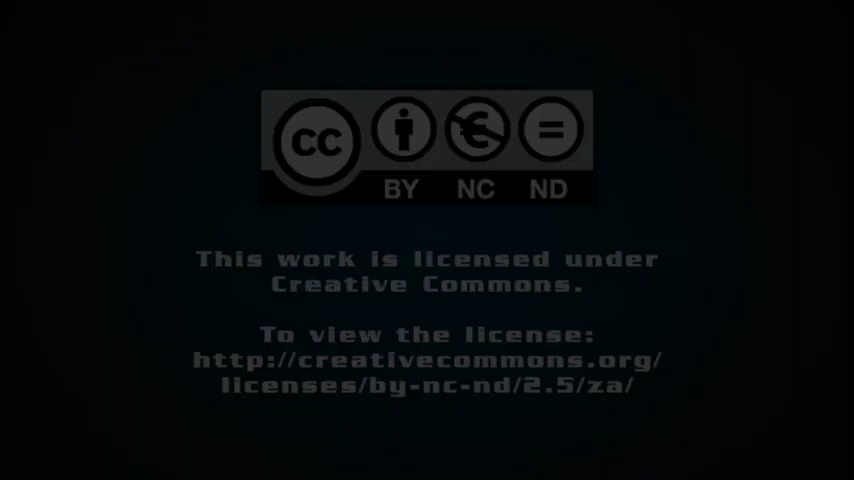 CC
BY NC ND
This work is licensed under
Creative Commons.
To view the license:
http://creativecommons.org/
licenses/by-nc-nd/2.5/za/